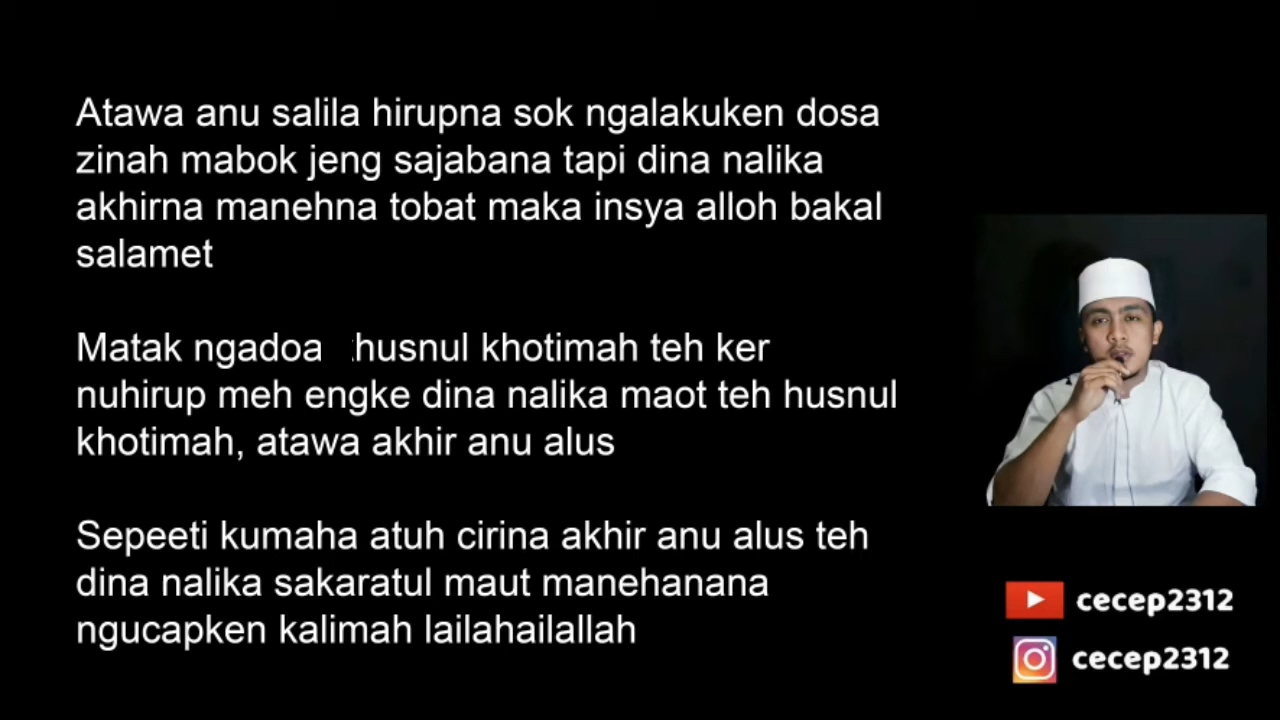 Atawa anu salila hirupna sok ngalakuken dosa
zinah mabok jeng sajabana tapi dina nalika
akhirna manehna tobat maka insya alloh bakal
salamet
Matak ngadoa husnul khotimah teh ker
nuhirup meh engke dina nalika maot teh husnul
khotimah, atawa akhir anu alus
Sepeeti kumaha atuh cirina akhir anu alus teh
dina nalika sakaratul maut manehanana
ngucapken kalimah lailahailallah
cecep2312
cecep2312